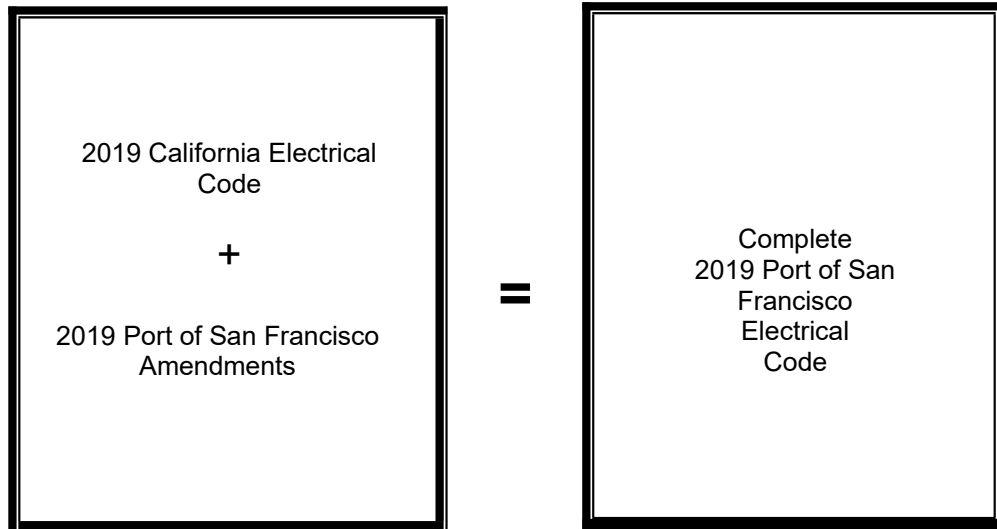 2019 California Electrical
Code
+
2019 Port of San Francisco
Amendments
=
Complete
2019 Port of San
Francisco
Electrical
Code